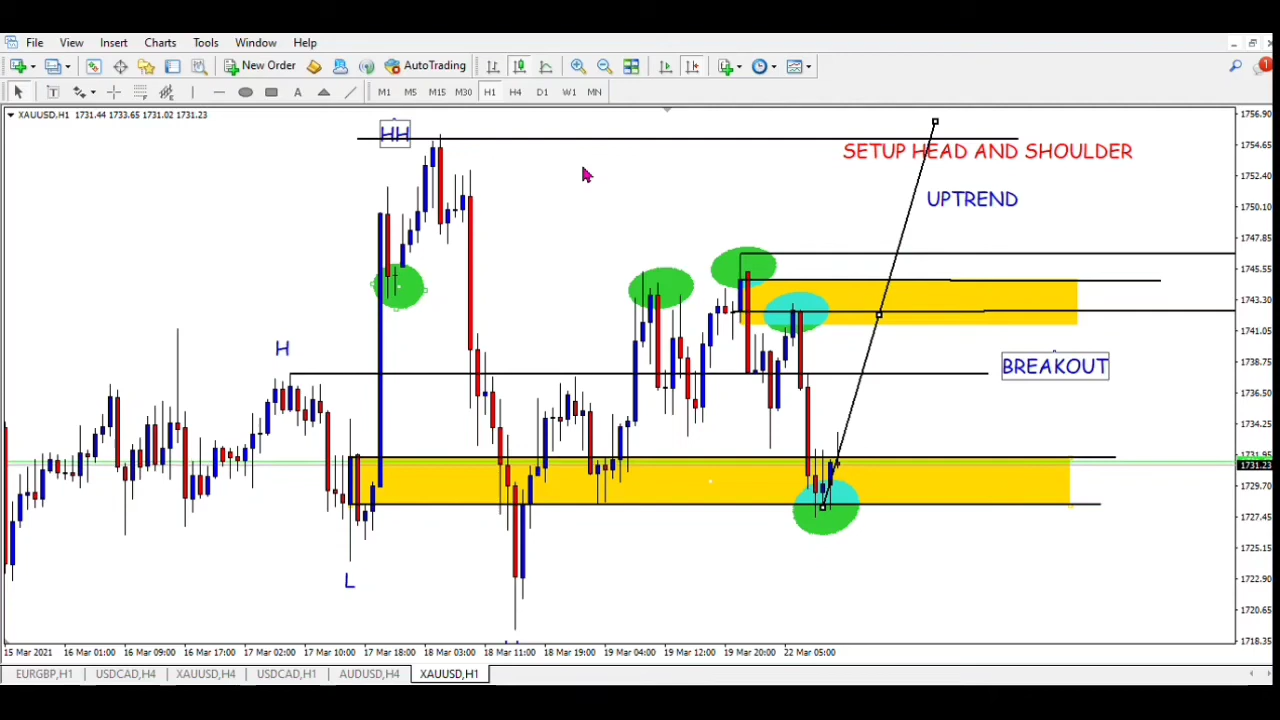 File View Insert Charts Tools Window Help
New Order AutoTrading 1
T A M1 M5 M15 M30 H1 H4 D1 W1 MN
XAUUSD,H1 1731.44 1733.65 1731.02 1731.23
HH
SETUP HEAD AND SHOULDER
UPTREND
H
BREAKOUT
L
1756.90
1754.65
1752.40
1750.10
1747.85
1745.55
1743.30
1741.05
1738.75
1736.50
1734.25
1731.95
1731.23
1729.70
1727.45
1725.15
1722.90
1720.65
1718.35
15 Mar 2021 16 Mar 01:00 16 Mar 09:00 16 Mar 17:00 17 Mar 02:00 17 Mar 10:00 17 Mar 18:00 18 Mar 03:00 18 Mar 11:00 18 Mar 19:00 19 Mar 04:00 19 Mar 12:00 19 Mar 20:00 22 Mar 05:00
EURGBP,H1 USDCAD,H4 XAUUSD,H4 USDCAD,H1 AUDUSD,H4 XAUUSD,H1